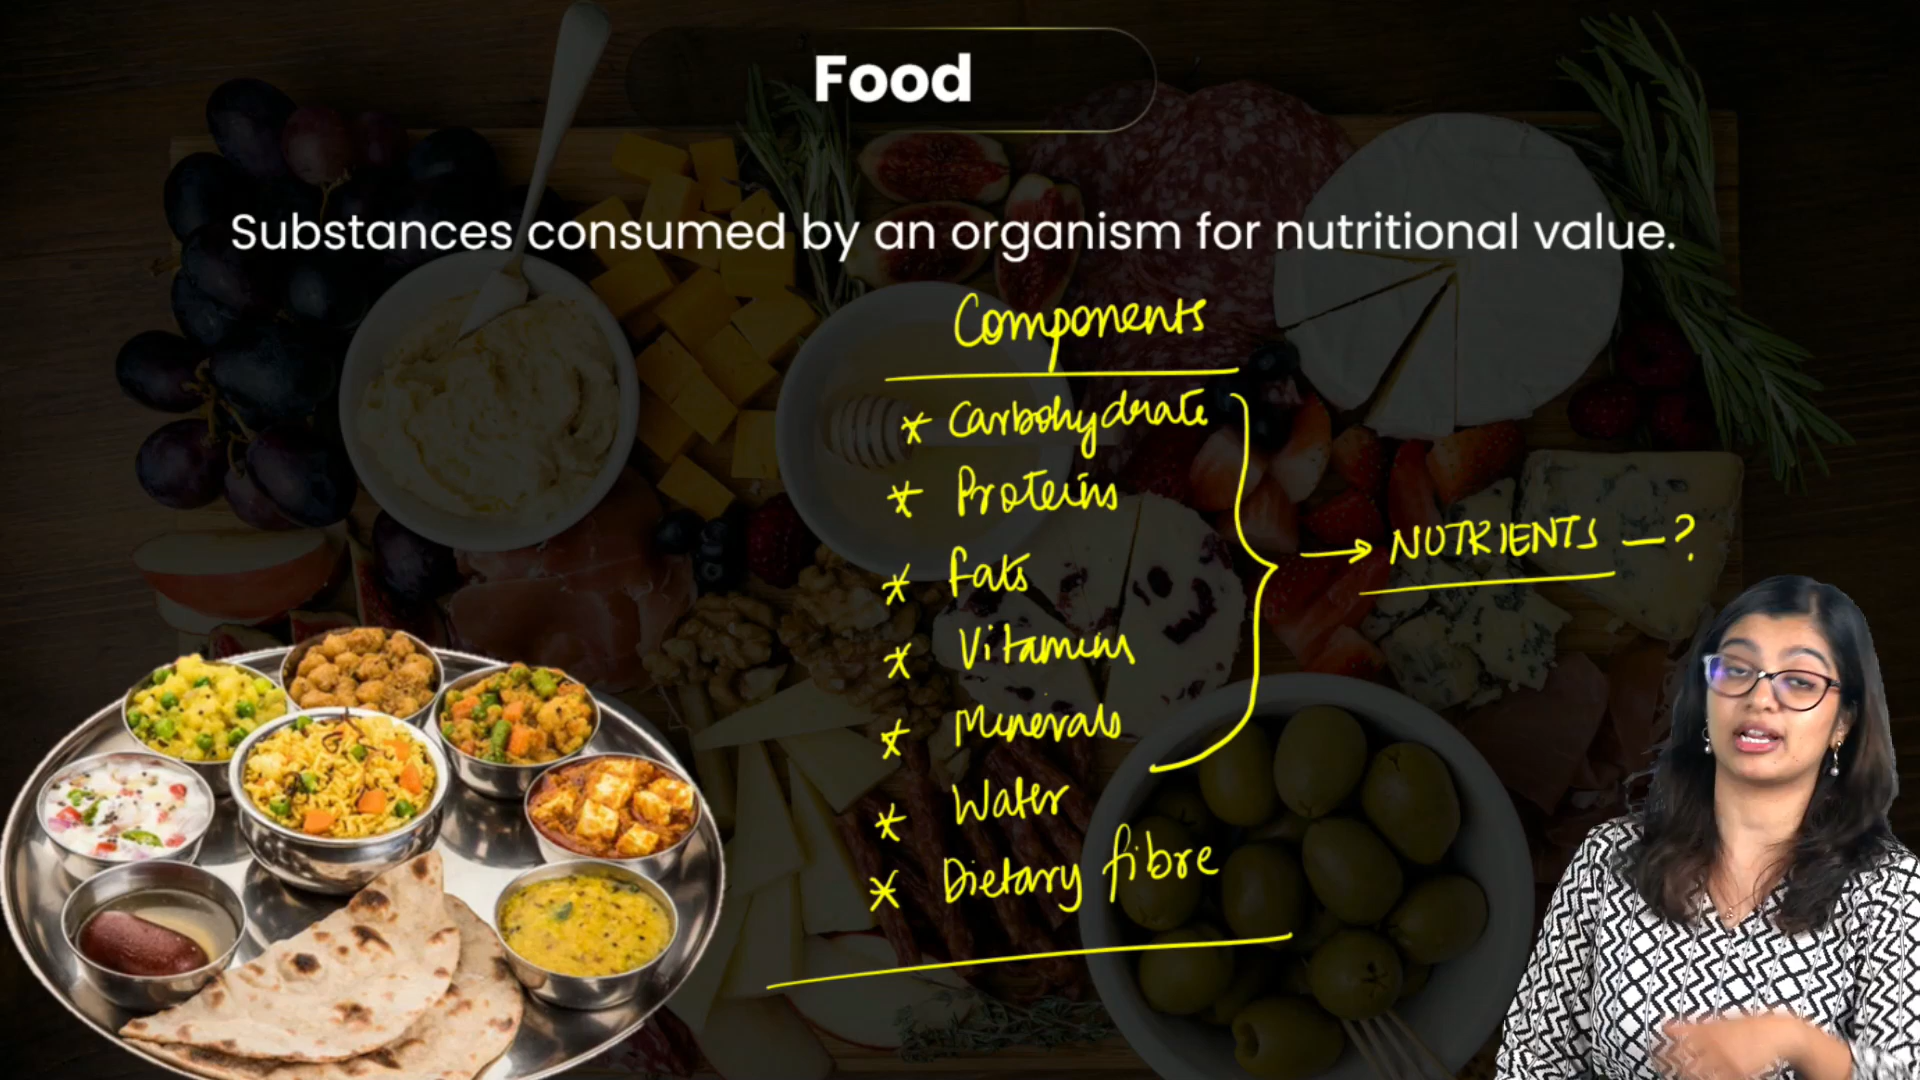 Food
Substances consumed by an organism for nutritional value.
Components
* Carbohydrate
* Proteins
* Fats
* Vitamins
* Minerals
* Water
* Dietary fibre
→ NUTRIENTS – ?